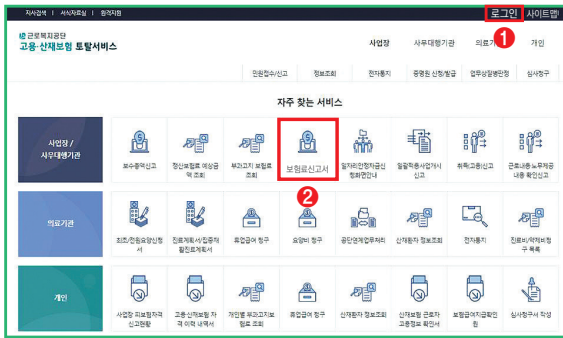 지사검색 | 서식자료실 | 원격지원
로그인 사이트맵
1
근로복지공단
고용·산재보험 토탈서비스
사업장 사무대행기관 의료기 개인
민원접수/신고 정보조회 전자통지 증명원 신청/발급 업무상질병판정 심사청구
자주 찾는 서비스
사업장 /
사무대행기관
보수총액신고
정산보험료 예상금
액 조회
부과고지 보험료
조회
보험료신고서
일자리안정자금신
청화면안내
일괄적용사업개시
신고
취득(고용)신고
근로내용·노무제공
내용 확인신고
2
의료기관
최초/전원요양신청
서
진료계획서/집중재
활진료계획서
휴업급여 청구
요양비 청구
공단연계업무처리
산재환자 정보조회
전자통지
진료비/약제비청
구 목록
개인
사업장 피보험자격
신고현황
고용·산재보험 자
격 이력 내역서
개인별 부과고지보
험료 조회
휴업급여 청구
산재환자 정보조회
산재보험 근로자
고용정보 확인서
보험급여지급확인
원
심사청구서 작성